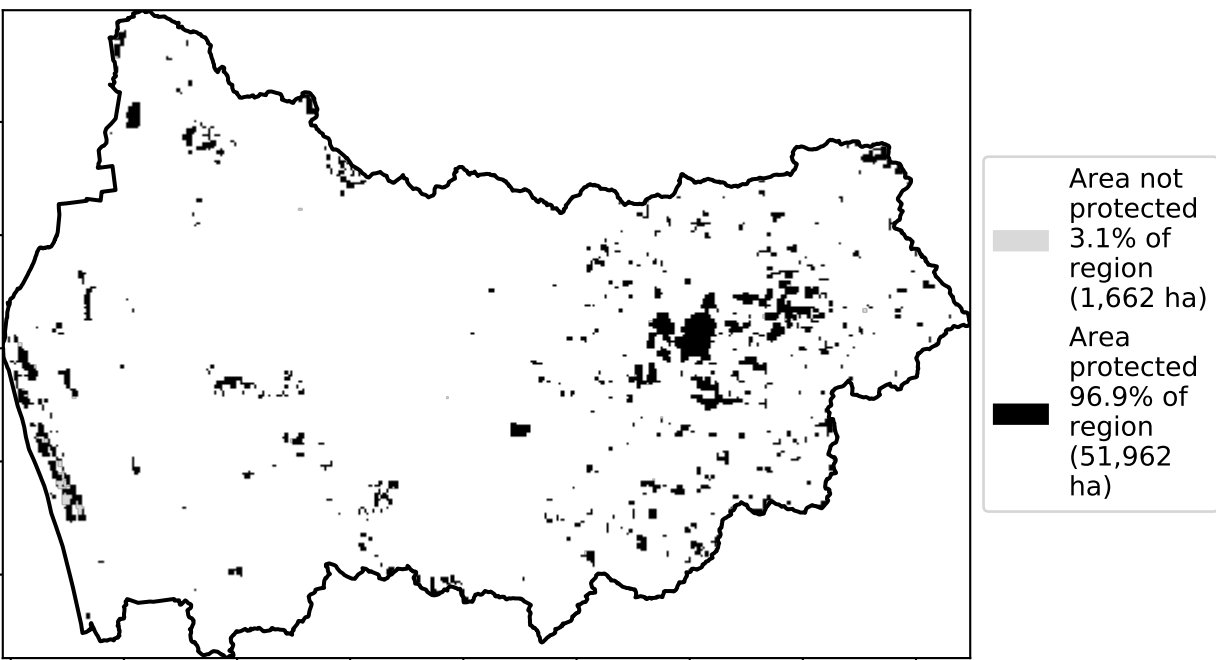 Area not
protected
3.1% of
region
(1,662 ha)
Area
protected
96.9% of
region
(51,962
ha)